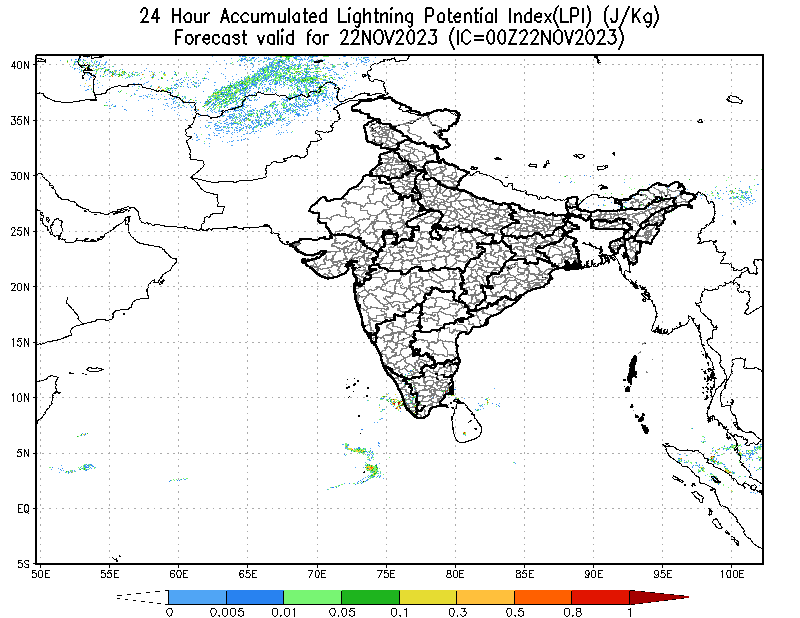 24 Hour Accumulated Lightning Potential Index(LPI) (J/Kg)
Forecast valid for 22NOV2023 (IC=00Z22NOV2023)
40N
35N
30N
25N
20N
15N
10N
5N
EQ
5S
50E 55E 60E 65E 70E 75E 80E 85E 90E 95E 100E
0 0.005 0.01 0.05 0.1 0.3 0.5 0.8 1